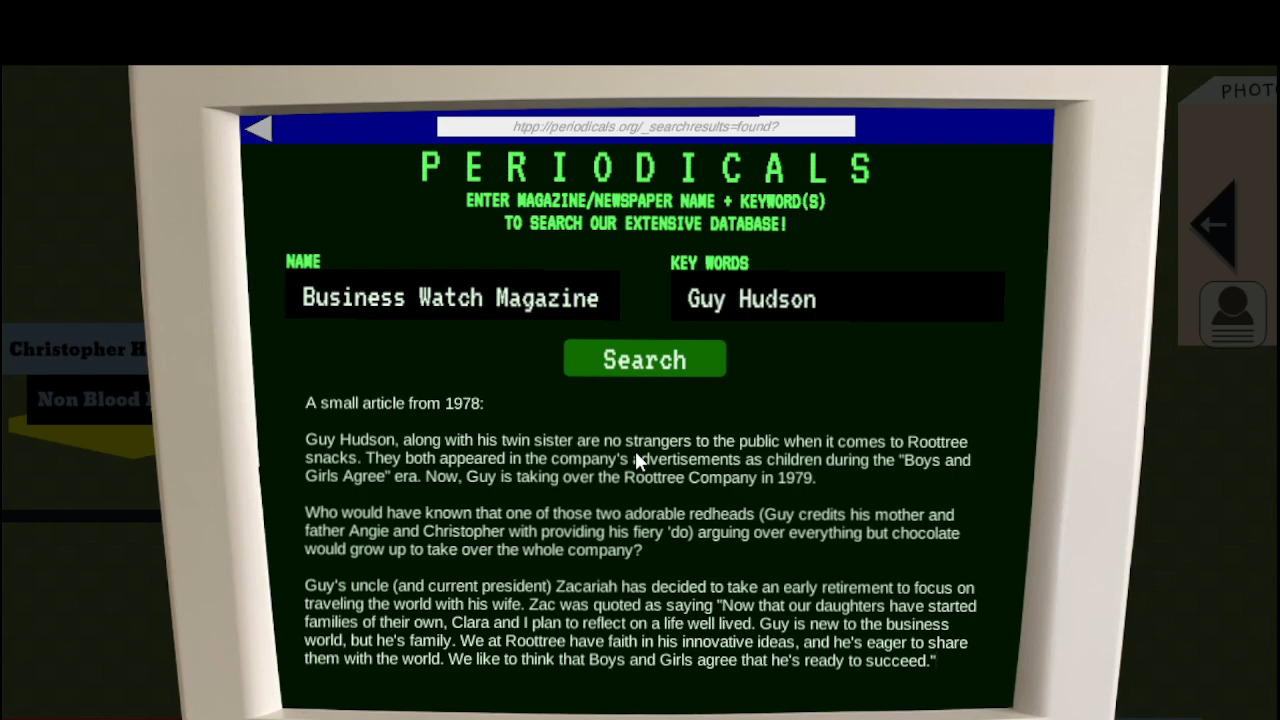 PHOT
http://periodicals.org/_searchresults=found?
PERIODICALS
ENTER MAGAZINE/NEWSPAPER NAME + KEYWORD(S)
TO SEARCH OUR EXTENSIVE DATABASE!
NAME
KEY WORDS
Business Watch Magazine
Guy Hudson
Search
Christopher H
Non Blood
A small article from 1978:
Guy Hudson, along with his twin sister are no strangers to the public when it comes to Roottree
snacks. They both appeared in the company's advertisements as children during the "Boys and
Girls Agree" era. Now, Guy is taking over the Roottree Company in 1979.
Who would have known that one of those two adorable redheads (Guy credits his mother and
father Angie and Christopher with providing his fiery 'do) arguing over everything but chocolate
would grow up to take over the whole company?
Guy's uncle (and current president) Zacariah has decided to take an early retirement to focus on
traveling the world with his wife. Zac was quoted as saying "Now that our daughters have started
families of their own, Clara and I plan to reflect on a life well lived. Guy is new to the business
world, but he's family. We at Roottree have faith in his innovative ideas, and he's eager to share
them with the world. We like to think that Boys and Girls agree that he's ready to succeed."